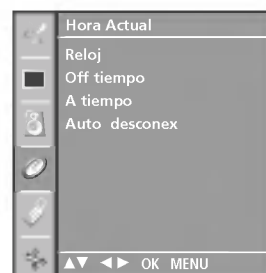 Hora Actual
Reloj
Off tiempo
A tiempo
Auto desconex
▲▼ ◄► OK MENU